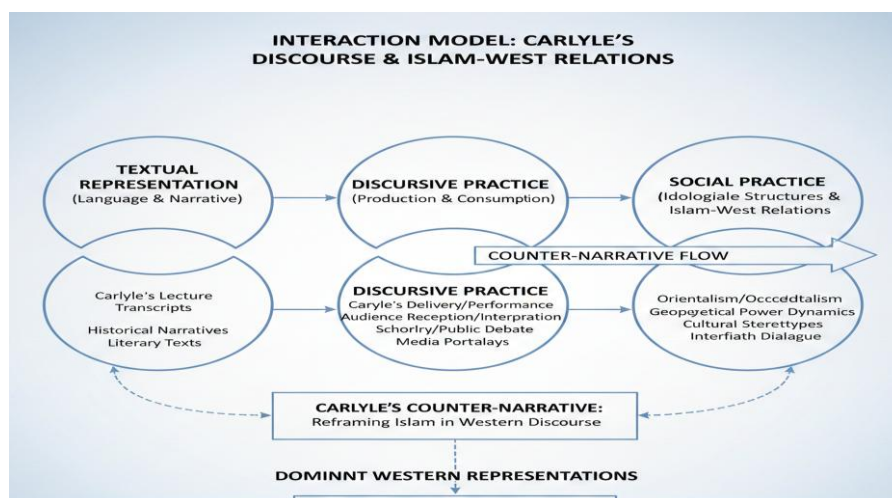 INTERACTION MODEL: CARLYLE'S
DISCOURSE & ISLAM-WEST RELATIONS
TEXTUAL
REPRESENTATION
(Language & Narrative)
DISCURSIVE PRACTICE
(Production & Consumption)
SOCIAL PRACTICE
(Idologiale Structures &
Islam-West Relations
COUNTER-NARRATIVE FLOW
Carlyle's Lecture
Transcripts
Historical Narratives
Literary Texts
DISCURSIVE PRACTICE
Caryle's Delivery/Performance
Audience Reception/Interpration
Schorlry/Public Debate
Media Portalays
Orientalism/Occcedtalism
Geopogetical Power Dynamics
Cultural Sterettypes
Interfiath Dialague
CARLYLE'S COUNTER-NARRATIVE:
Reframing Islam in Western Discourse
DOMINNT WESTERN REPRESENTATIONS